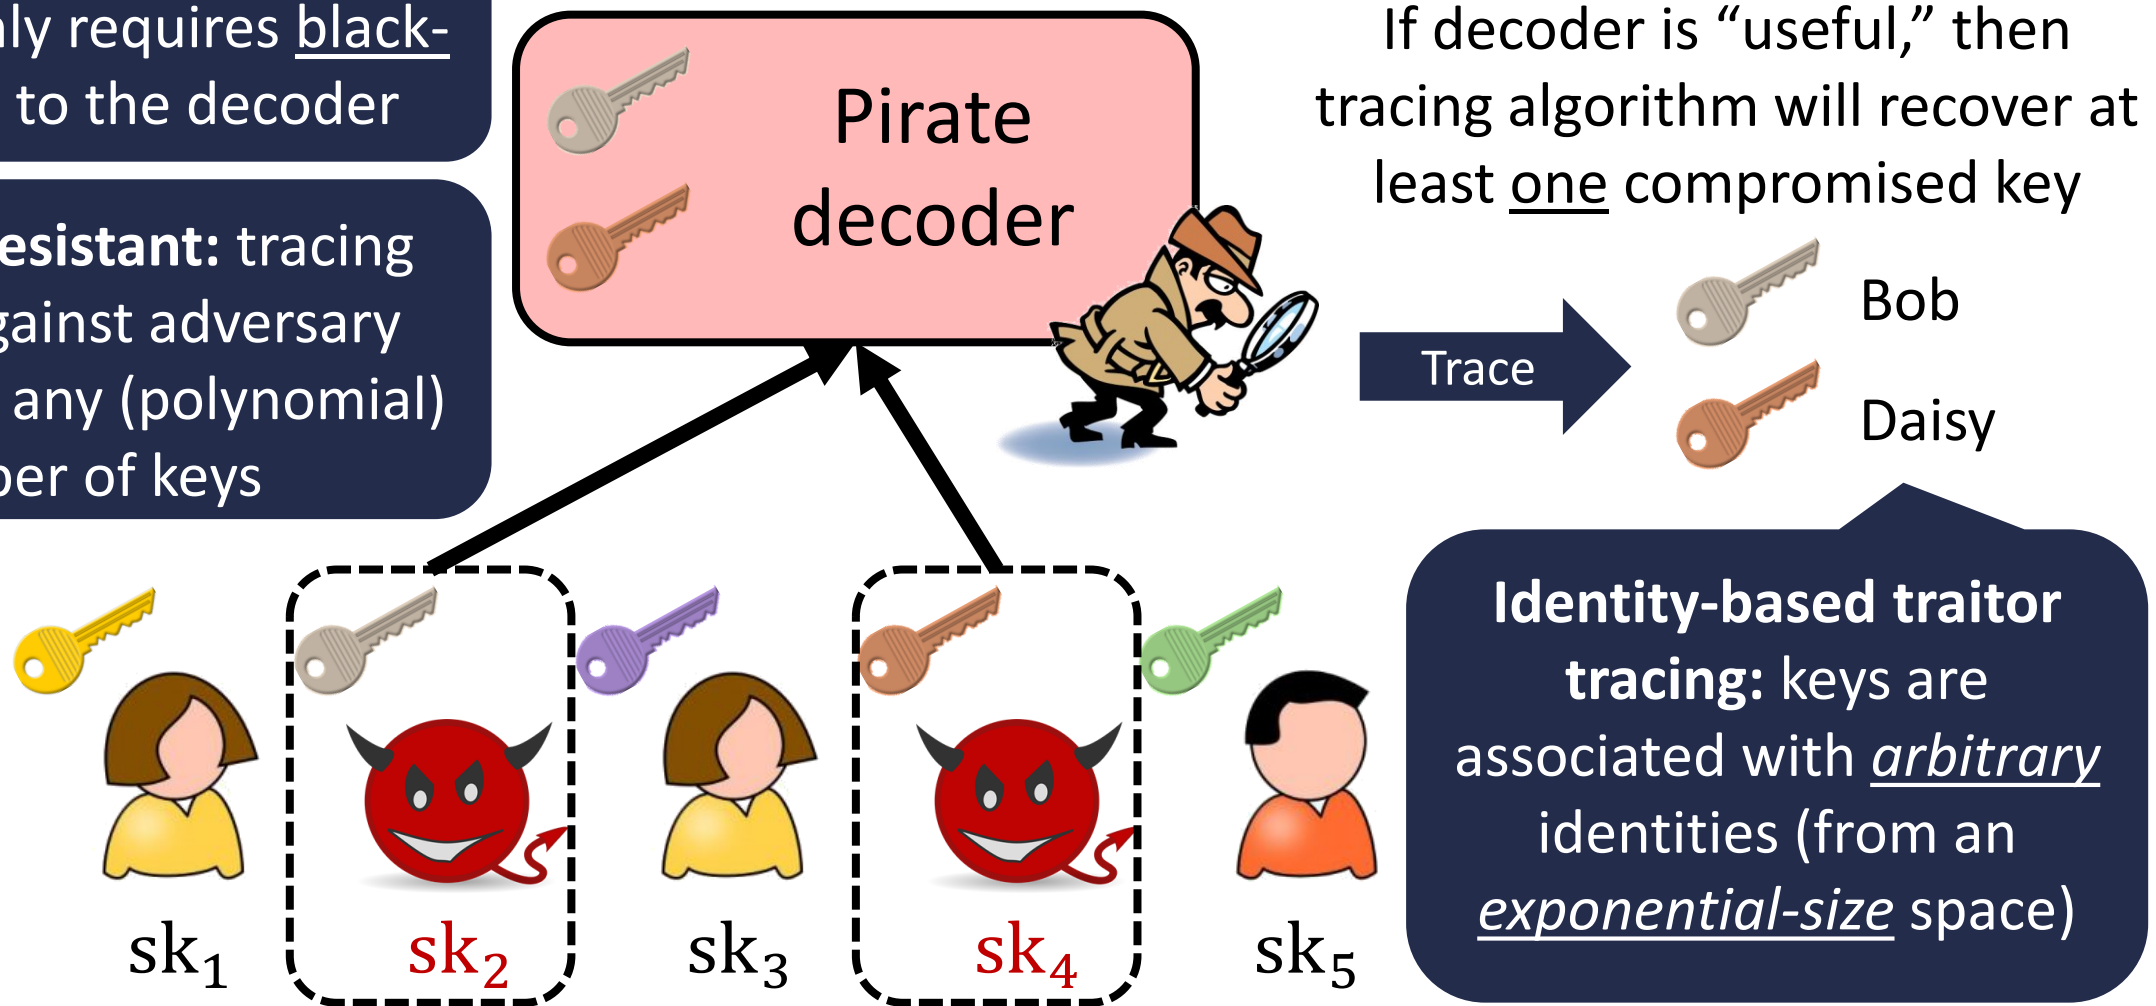 nly requires black-
to the decoder
esistant: tracing
gainst adversary
any (polynomial)
ber of keys
Pirate
decoder
If decoder is “useful,” then
tracing algorithm will recover at
least one compromised key
Trace
Bob
Daisy
Identity-based traitor
tracing: keys are
associated with arbitrary
identities (from an
exponential-size space)
sk₁
sk₂
sk₃
sk₄
sk₅